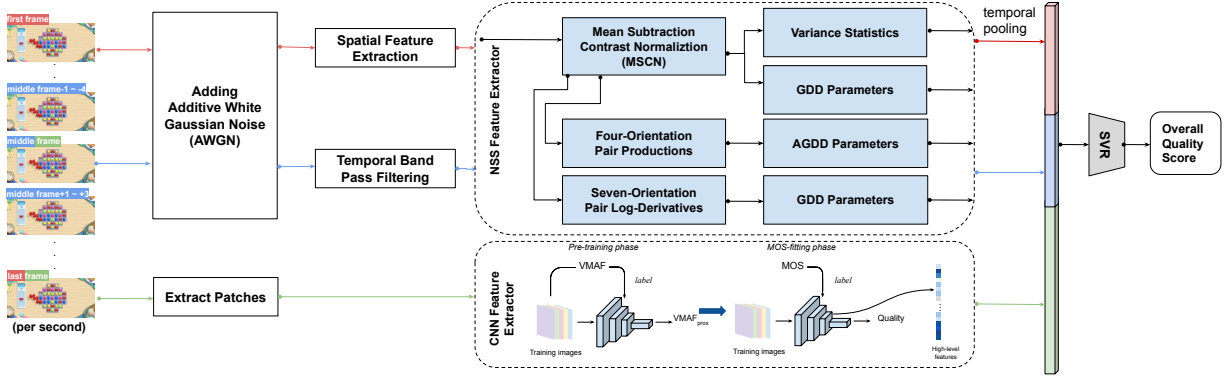 first frame
middle frame-1 ~ -4
middle frame
middle frame+1 ~ +3
last frame
(per second)
Adding
Additive White
Gaussian Noise
(AWGN)
Extract Patches
Spatial Feature
Extraction
Temporal Band
Pass Filtering
NSS Feature Extractor
Mean Subtraction
Contrast Normaliztion
(MSCN)
Four-Orientation
Pair Productions
Seven-Orientation
Pair Log-Derivatives
Variance Statistics
GDD Parameters
AGDD Parameters
GDD Parameters
CNN Feature
Extractor
Pre-training phase
VMAF
label
VMAF
prox
Training images
MOS-fitting phase
MOS
label
Quality
Training images
High-level
features
temporal
pooling
SVR
Overall
Quality
Score